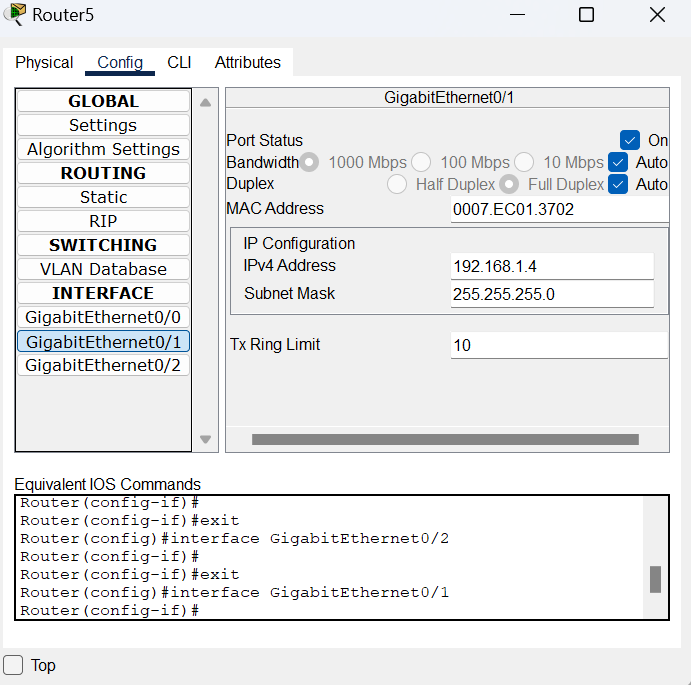 Router5
Physical Config CLI Attributes
GLOBAL
Settings
Algorithm Settings
ROUTING
Static
RIP
SWITCHING
VLAN Database
INTERFACE
GigabitEthernet0/0
GigabitEthernet0/1
GigabitEthernet0/2
GigabitEthernet0/1
Port Status On
Bandwidth 1000 Mbps 100 Mbps 10 Mbps Auto
Duplex Half Duplex Full Duplex Auto
MAC Address 0007.EC01.3702
IP Configuration
IPv4 Address 192.168.1.4
Subnet Mask 255.255.255.0
Tx Ring Limit 10
Equivalent IOS Commands
Router(config-if)#
Router(config-if)#exit
Router(config)#interface GigabitEthernet0/2
Router(config-if)#
Router(config-if)#exit
Router(config)#interface GigabitEthernet0/1
Router(config-if)#
Top